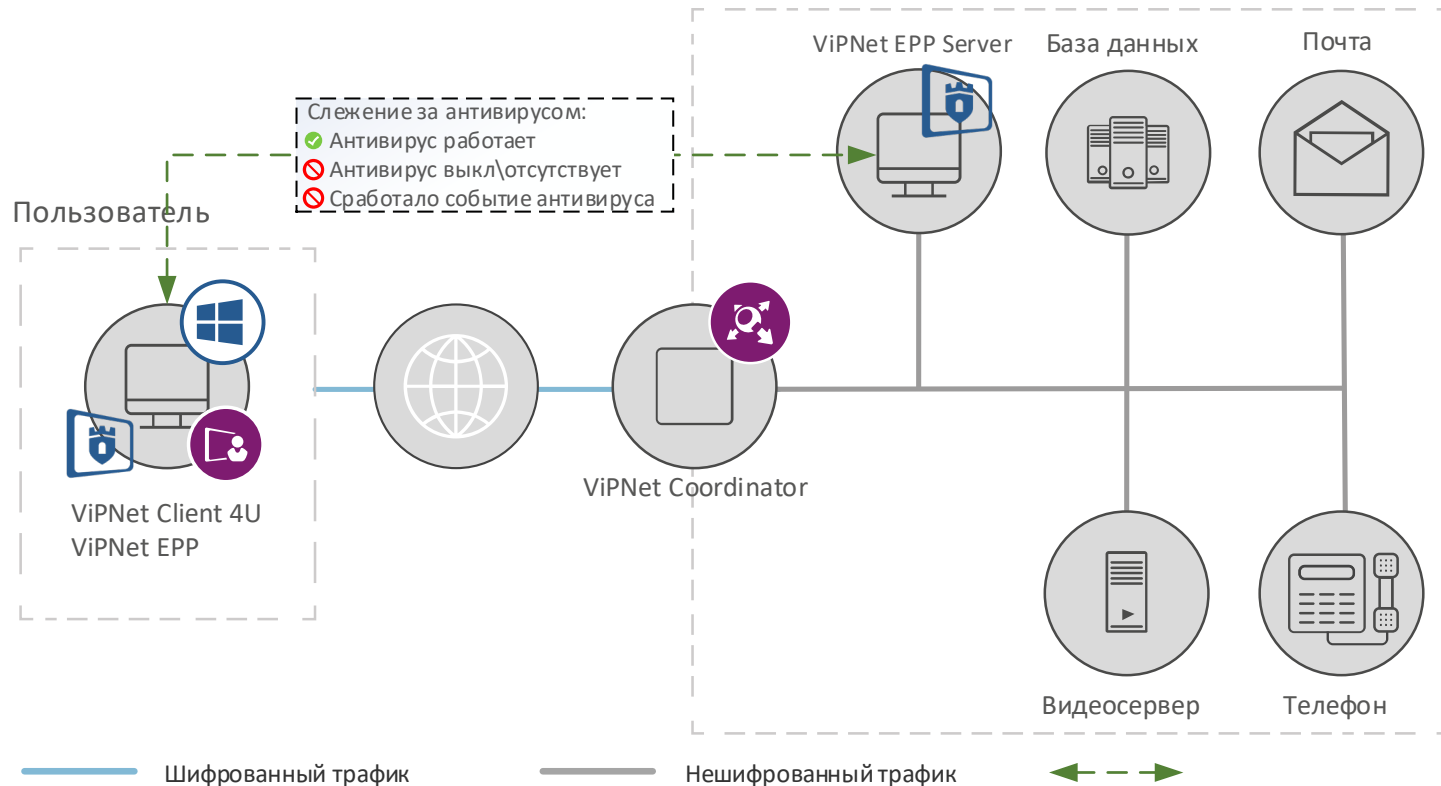 ViPNet EPP Server
База данных
Почта
Слежение за антивирусом:
Антивирус работает
Антивирус выкл\отсутствует
Сработало событие антивируса
Пользователь
ViPNet Coordinator
ViPNet Client 4U
ViPNet EPP
Видеосервер
Телефон
Шифрованный трафик
Нешифрованный трафик